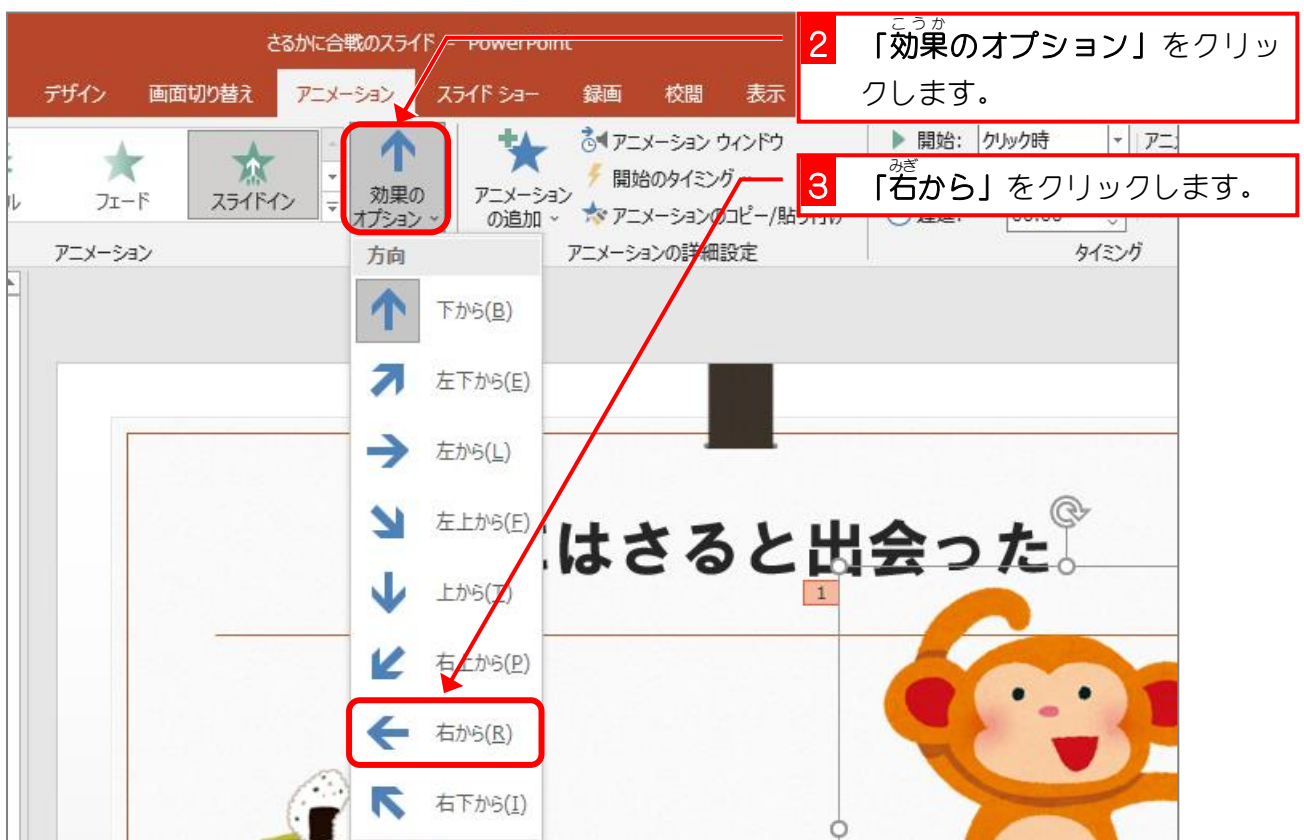 さるかに合戦のスライド - PowerPoint
デザイン 画面切り替え アニメーション スライド ショー 録画 校閲 表示
2 「効果のオプション」をクリックします。
こうか
フェード
スライドイン
効果の
オプション
アニメーション
の追加
アニメーション ウィンドウ
開始のタイミング
アニメーションのコピー/貼り付け
開始: クリック時
アニ
3 「右から」をクリックします。
みぎ
アニメーション
アニメーションの詳細設定
タイミング
方向
下から(B)
左下から(E)
左から(L)
左上から(F)
上から(T)
右上から(P)
右から(R)
右下から(I)
はさると出会った
1